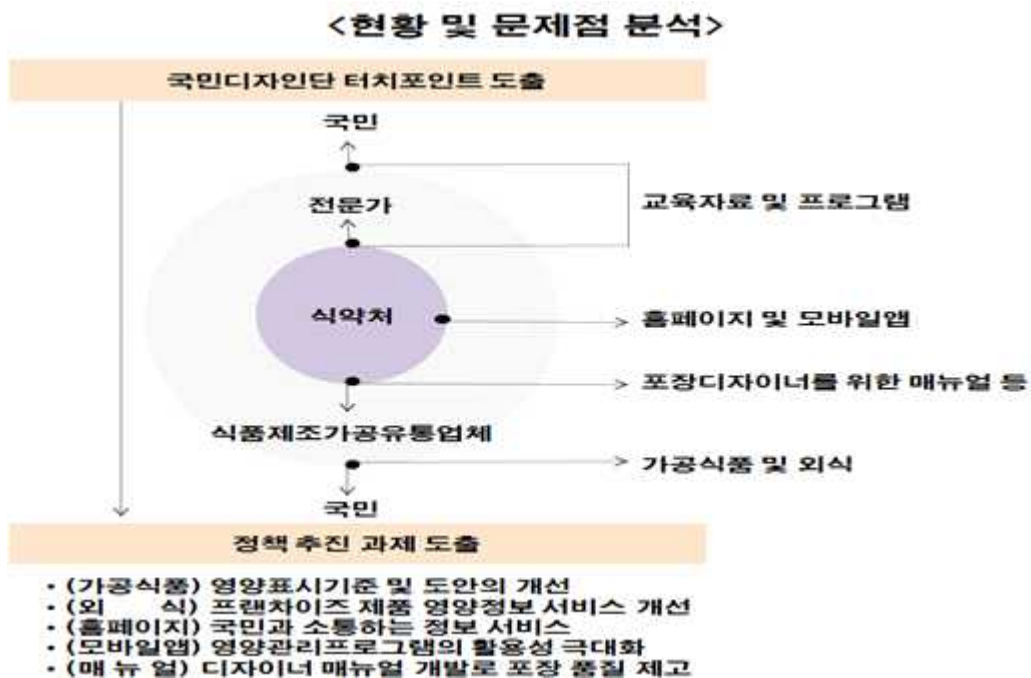 <현황 및 문제점 분석>
국민디자인단 터치포인트 도출
국민
전문가
교육자료 및 프로그램
식약처
홈페이지 및 모바일앱
포장디자이너를 위한 매뉴얼 등
식품제조가공유통업체
가공식품 및 외식
국민
정책 추진 과제 도출
• (가공식품) 영양표시기준 및 도안의 개선
• (외 식) 프랜차이즈 제품 영양정보 서비스 개선
• (홈페이지) 국민과 소통하는 정보 서비스
• (모바일앱) 영양관리프로그램의 활용성 극대화
• (매 뉴 얼) 디자이너 매뉴얼 개발로 포장 품질 제고